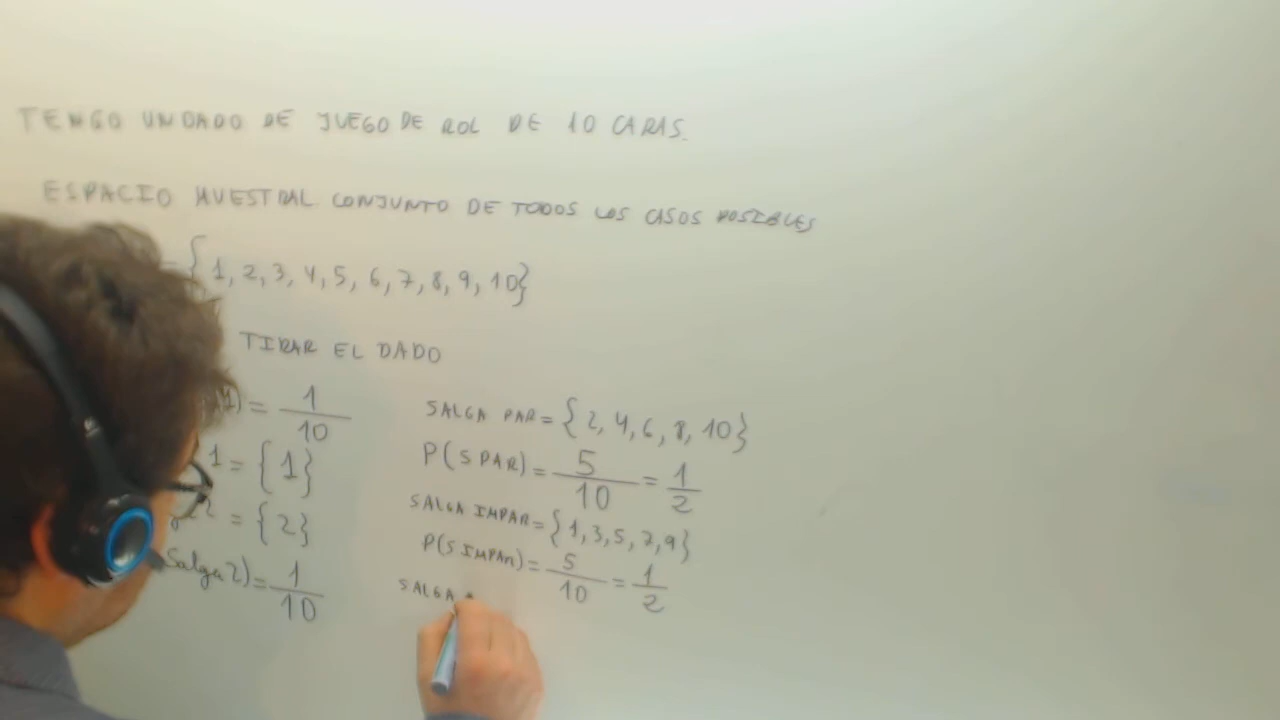 TENGO UN DADO DE JUEGO DE ROL DE 10 CARAS.
ESPACIO MUESTRAL CONJUNTO DE TODOS LOS CASOS POSIBLES
= {1, 2, 3, 4, 5, 6, 7, 8, 9, 10}
TIRAR EL DADO
1) = 1/10
1 = {1}
2 = {2}
Salga 2) = 1/10
SALGA PAR = {2, 4, 6, 8, 10}
P(S PAR) = 5/10 = 1/2
SALGA IMPAR = {1, 3, 5, 7, 9}
P(S IMPAR) = 5/10 = 1/2
SALGA